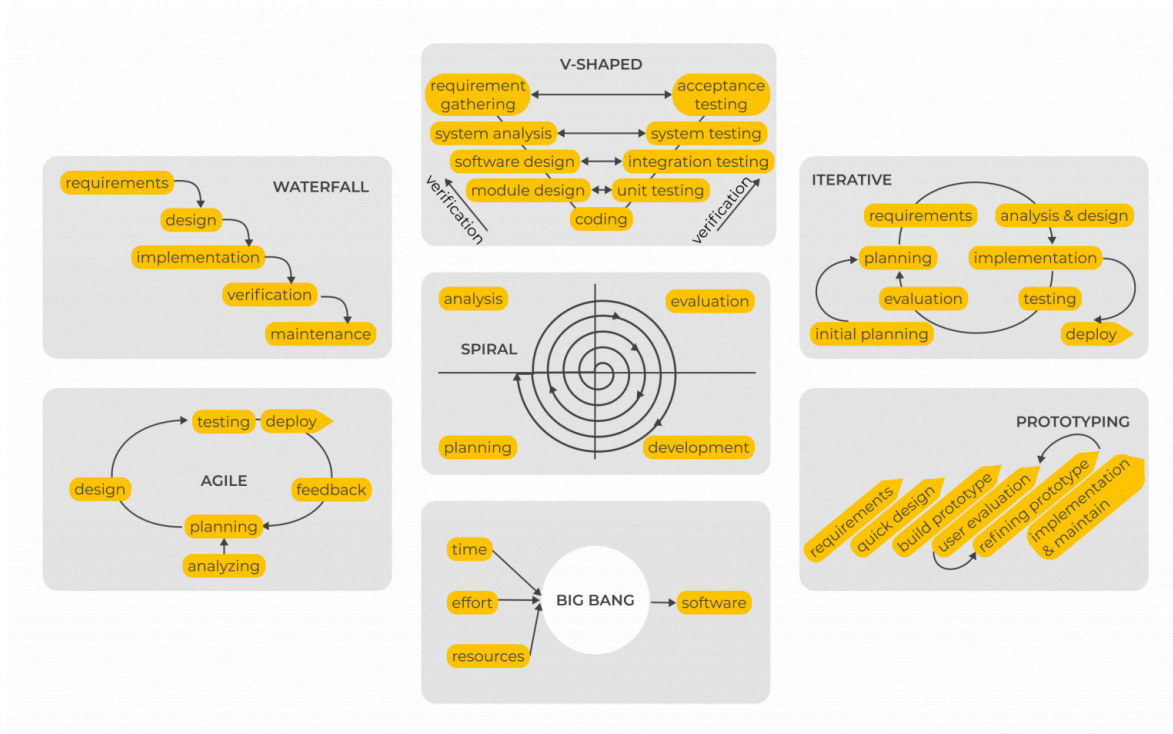 V-SHAPED
requirement
gathering
acceptance
testing
system analysis
system testing
software design
integration testing
module design
unit testing
coding
verification
verification
WATERFALL
requirements
design
implementation
verification
maintenance
ITERATIVE
requirements
analysis & design
planning
implementation
evaluation
testing
initial planning
deploy
analysis
evaluation
SPIRAL
planning
development
testing
deploy
design
AGILE
feedback
planning
analyzing
PROTOTYPING
requirements
quick design
build prototype
user evaluation
refining prototype
implementation
& maintain
time
effort
BIG BANG
software
resources